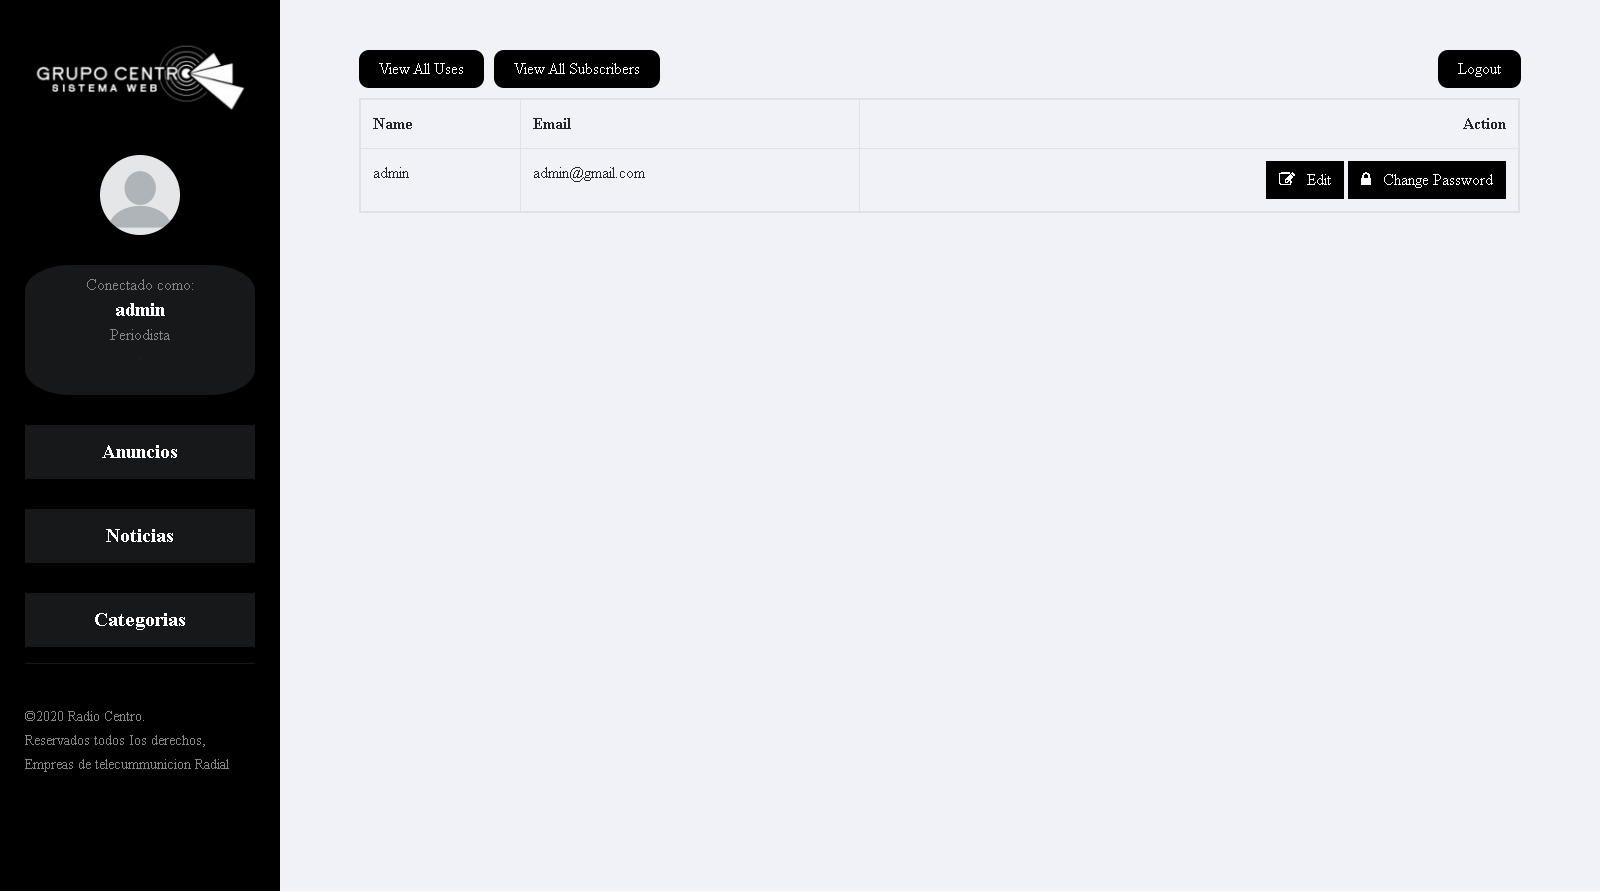 GRUPO CENTRO
SISTEMA WEB
Conectado como:
admin
Periodista
Anuncios
Noticias
Categorias
©2020 Radio Centro.
Reservados todos Ios derechos,
Empreas de telecummunicion Radial
View All Uses
View All Subscribers
Logout
Name Email Action
admin admin@gmail.com Edit Change Password